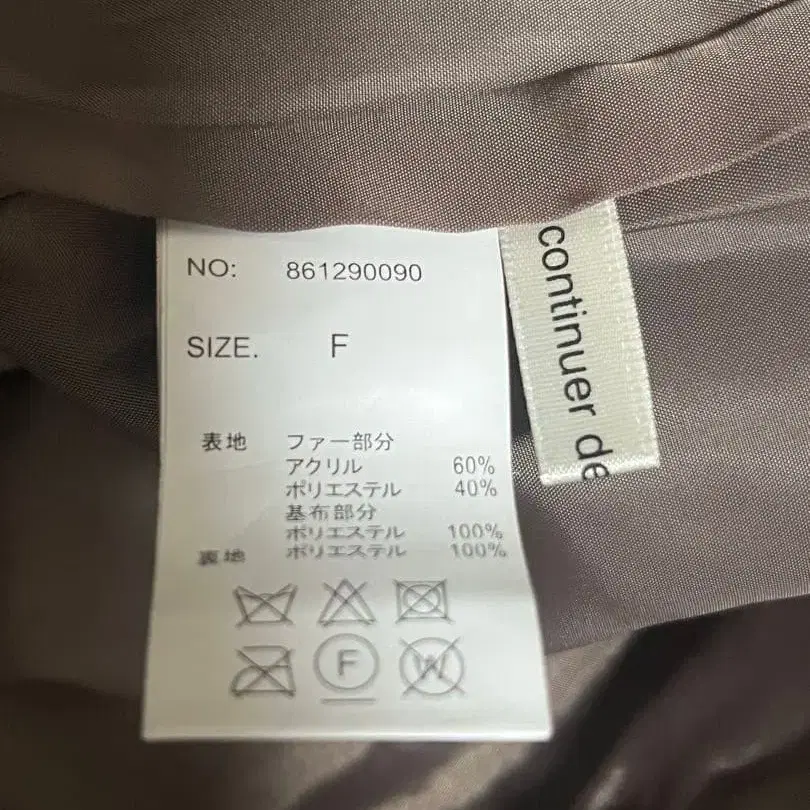 NO: 861290090
SIZE. F
表地 ファー部分
アクリル 60%
ポリエステル 40%
基布部分
ポリエステル 100%
裏地 ポリエステル 100%
F
W
continuer de